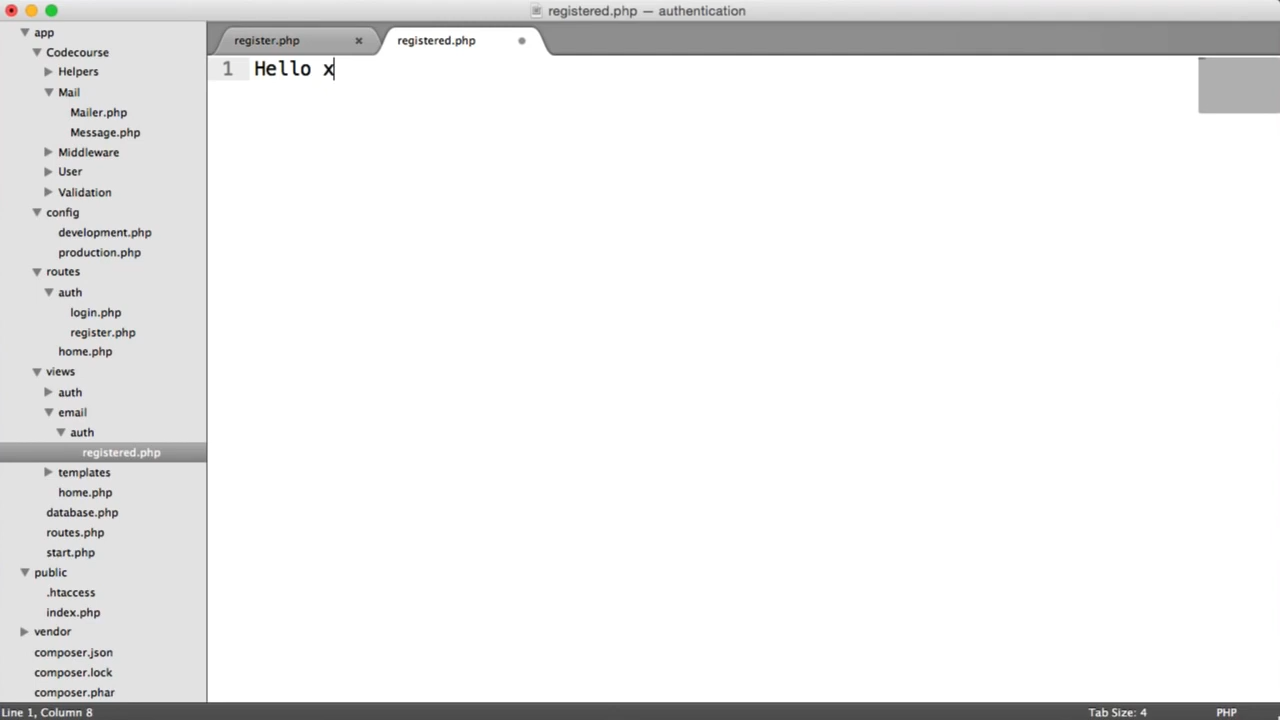 registered.php — authentication
app
Codecourse
Helpers
Mail
Mailer.php
Message.php
Middleware
User
Validation
config
development.php
production.php
routes
auth
login.php
register.php
home.php
views
auth
email
auth
registered.php
templates
home.php
database.php
routes.php
start.php
public
.htaccess
index.php
vendor
composer.json
composer.lock
composer.phar
register.php
registered.php
1 Hello x
Line 1, Column 8
Tab Size: 4
PHP